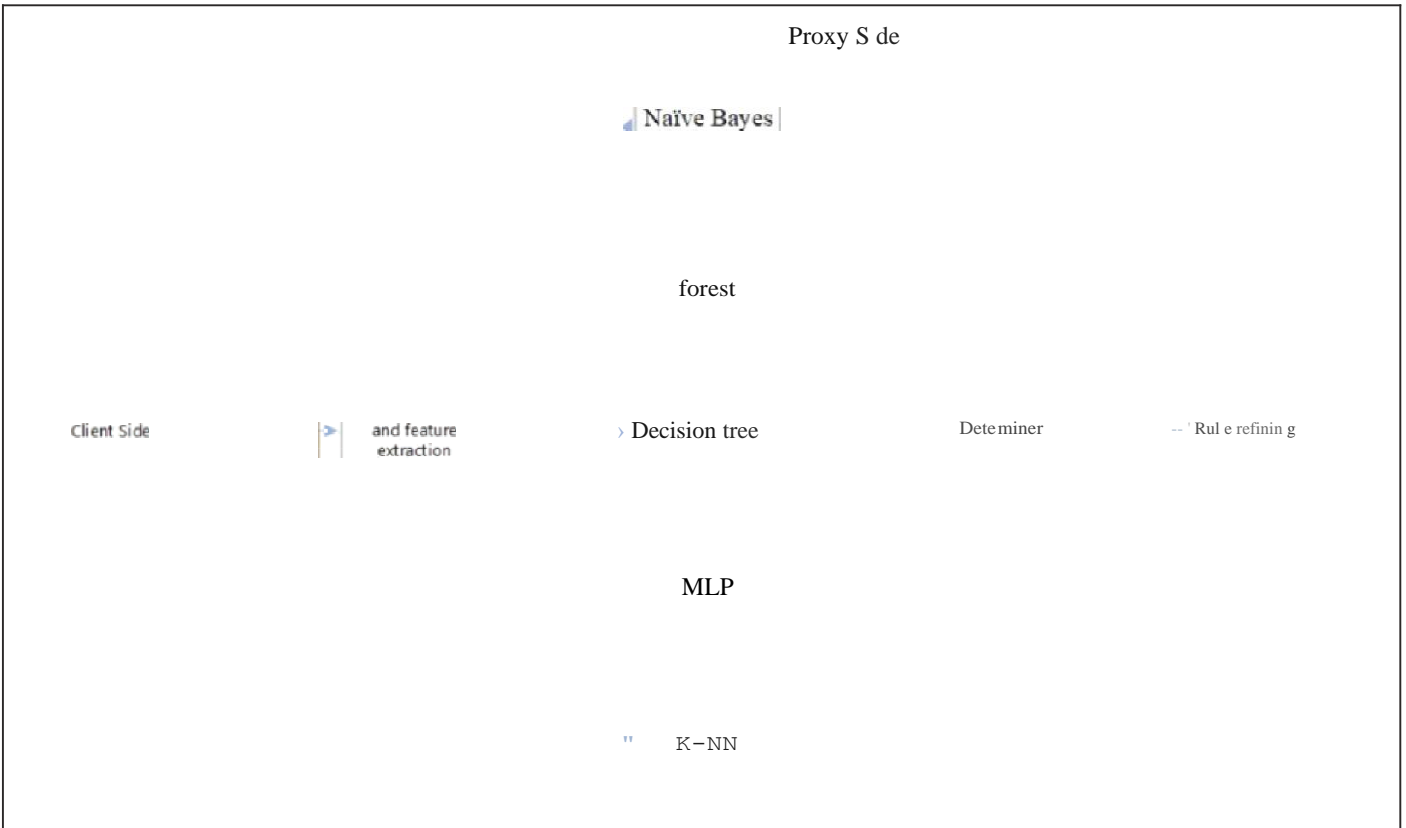 Proxy S de
Naïve Bayes
forest
Client Side
and feature
extraction
Decision tree
Deteminer
Rul e refinin g
MLP
K-NN